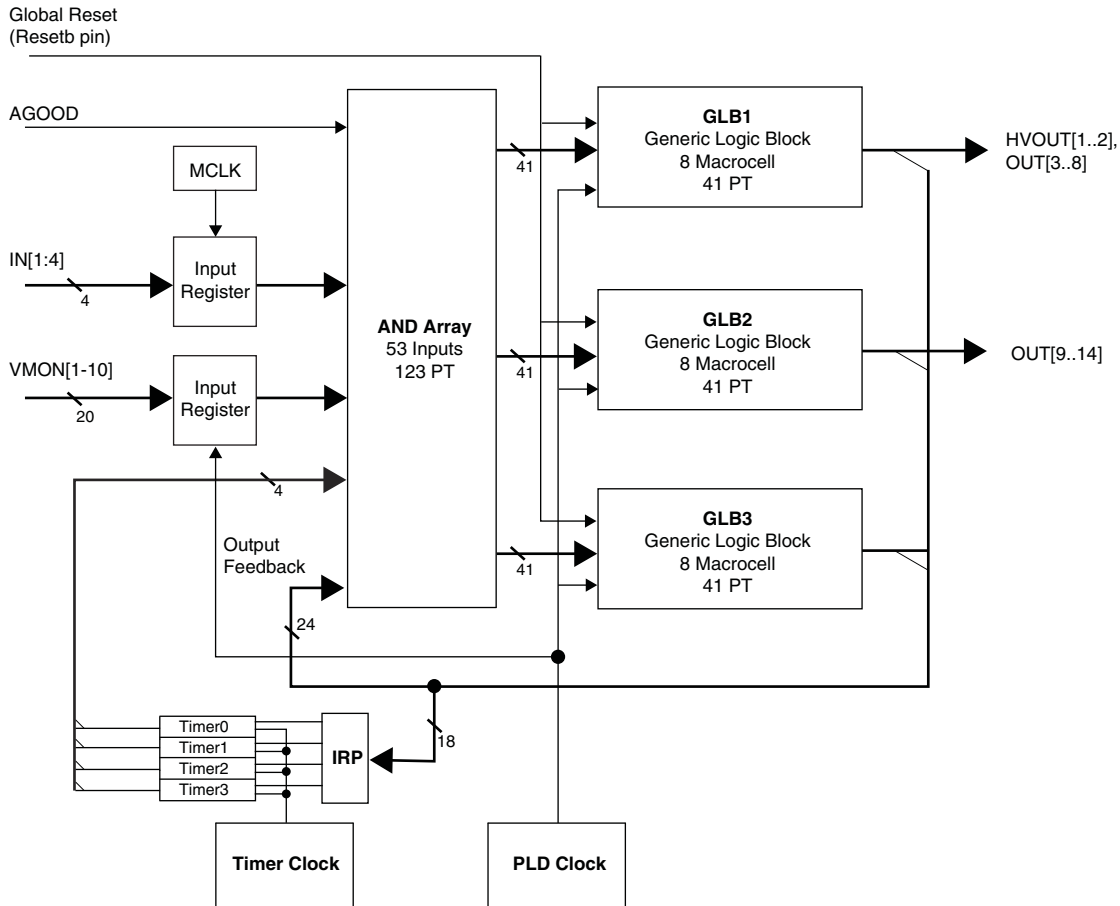 Global Reset
(Resetb pin)
AGOOD
MCLK
IN[1:4]
4
Input
Register
VMON[1-10]
20
Input
Register
AND Array
53 Inputs
123 PT
4
Output
Feedback
24
41
41
41
GLB1
Generic Logic Block
8 Macrocell
41 PT
HVOUT[1..2],
OUT[3..8]
GLB2
Generic Logic Block
8 Macrocell
41 PT
OUT[9..14]
GLB3
Generic Logic Block
8 Macrocell
41 PT
Timer0
Timer1
Timer2
Timer3
IRP
18
Timer Clock
PLD Clock